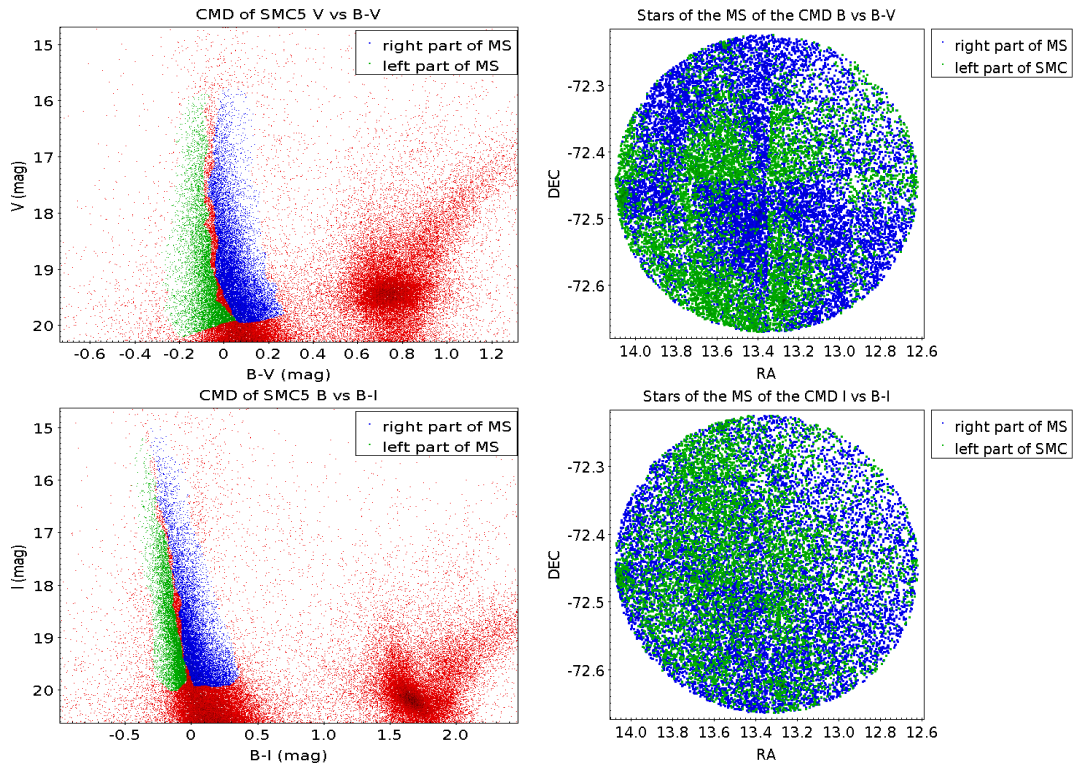 CMD of SMC5 V vs B-V
15
16
17
18
19
20
V (mag)
-0.6 -0.4 -0.2 0 0.2 0.4 0.6 0.8 1.0 1.2
B-V (mag)
right part of MS
left part of MS
Stars of the MS of the CMD B vs B-V
-72.3
-72.4
-72.5
-72.6
DEC
14.0 13.8 13.6 13.4 13.2 13.0 12.8 12.6
RA
right part of MS
left part of SMC
CMD of SMC5 B vs B-I
15
16
17
18
19
20
I (mag)
-0.5 0 0.5 1.0 1.5 2.0
B-I (mag)
right part of MS
left part of MS
Stars of the MS of the CMD I vs B-I
-72.3
-72.4
-72.5
-72.6
DEC
14.0 13.8 13.6 13.4 13.2 13.0 12.8 12.6
RA
right part of MS
left part of SMC